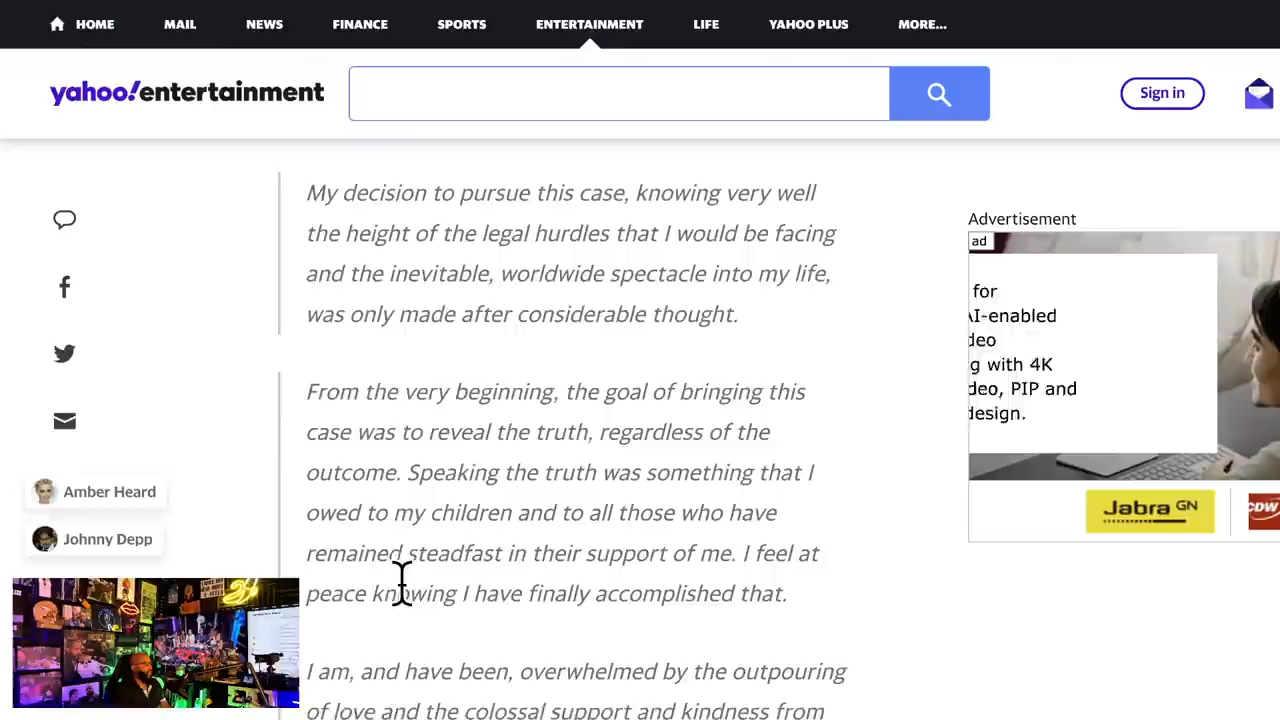 HOME MAIL NEWS FINANCE SPORTS ENTERTAINMENT LIFE YAHOO PLUS MORE...
yahoo!entertainment
Sign in
My decision to pursue this case, knowing very well
the height of the legal hurdles that I would be facing
and the inevitable, worldwide spectacle into my life,
was only made after considerable thought.
From the very beginning, the goal of bringing this
case was to reveal the truth, regardless of the
outcome. Speaking the truth was something that I
owed to my children and to all those who have
remained steadfast in their support of me. I feel at
peace knowing I have finally accomplished that.
I am, and have been, overwhelmed by the outpouring
of love and the colossal support and kindness from
Amber Heard
Johnny Depp
Advertisement
ad
for
AI-enabled
deo
g with 4K
deo, PIP and
design.
Jabra GN
CDW